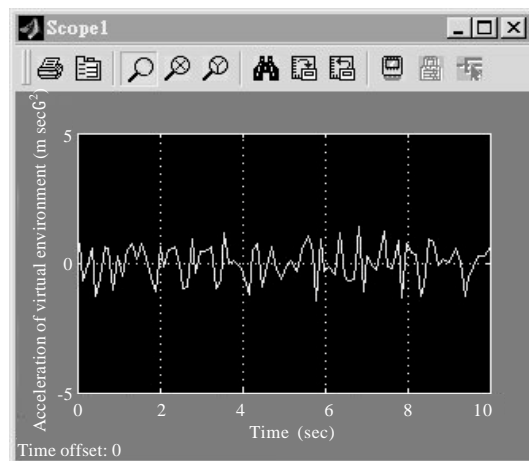 Scope1
Acceleration of virtual environment (m secG²)
5
0
-5
0 2 4 6 8 10
Time (sec)
Time offset: 0